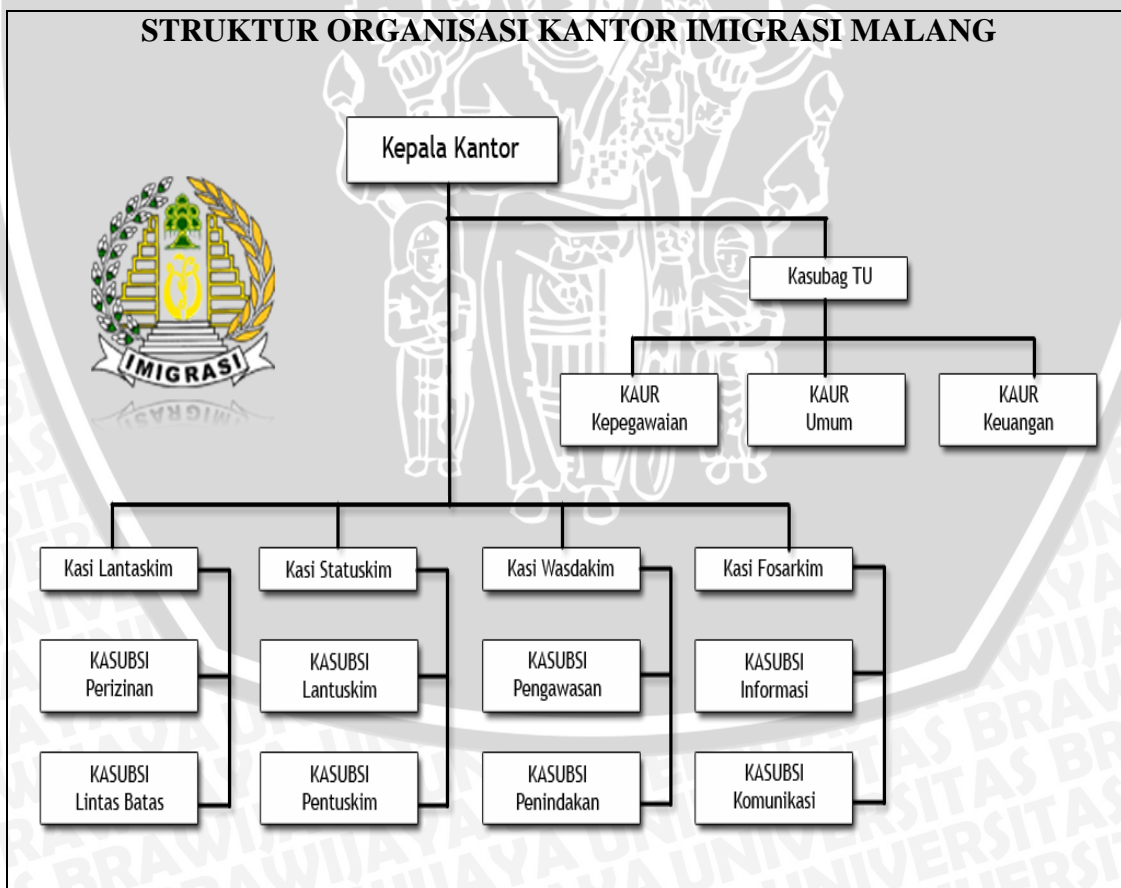 STRUKTUR ORGANISASI KANTOR IMIGRASI MALANG
Kepala Kantor
IMIGRASI
Kasubag TU
KAUR
Kepegawaian
KAUR
Umum
KAUR
Keuangan
Kasi Lantaskim
Kasi Statuskim
Kasi Wasdakim
Kasi Fosarkim
KASUBSI
Perizinan
KASUBSI
Lantuskim
KASUBSI
Pengawasan
KASUBSI
Informasi
KASUBSI
Lintas Batas
KASUBSI
Pentuskim
KASUBSI
Penindakan
KASUBSI
Komunikasi